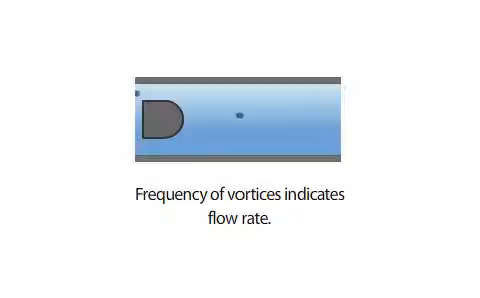 Frequency of vortices indicates
flow rate.